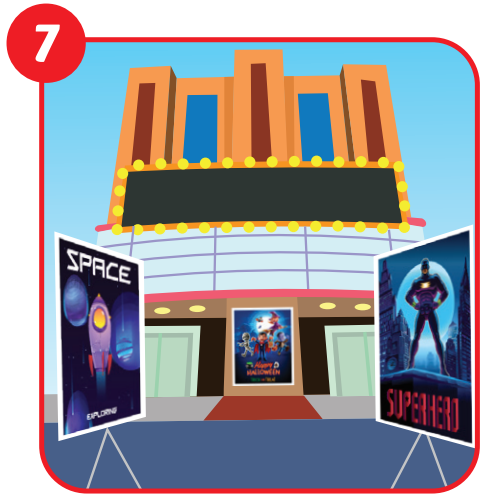 7
SPACE
EXPLORING
HAPPY
HALLOWEEN
SUPERHERO